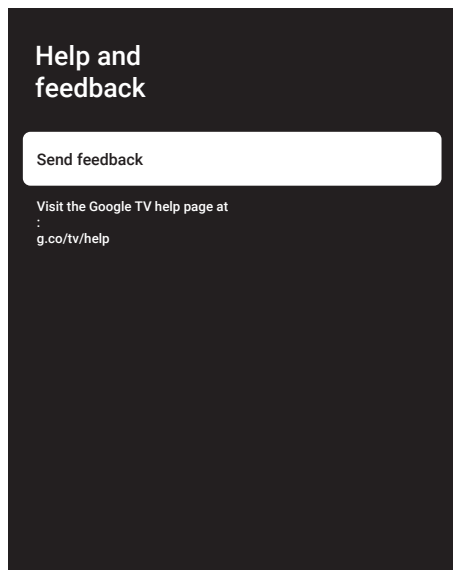 Help and
feedback
Send feedback
Visit the Google TV help page at
:
g.co/tv/help